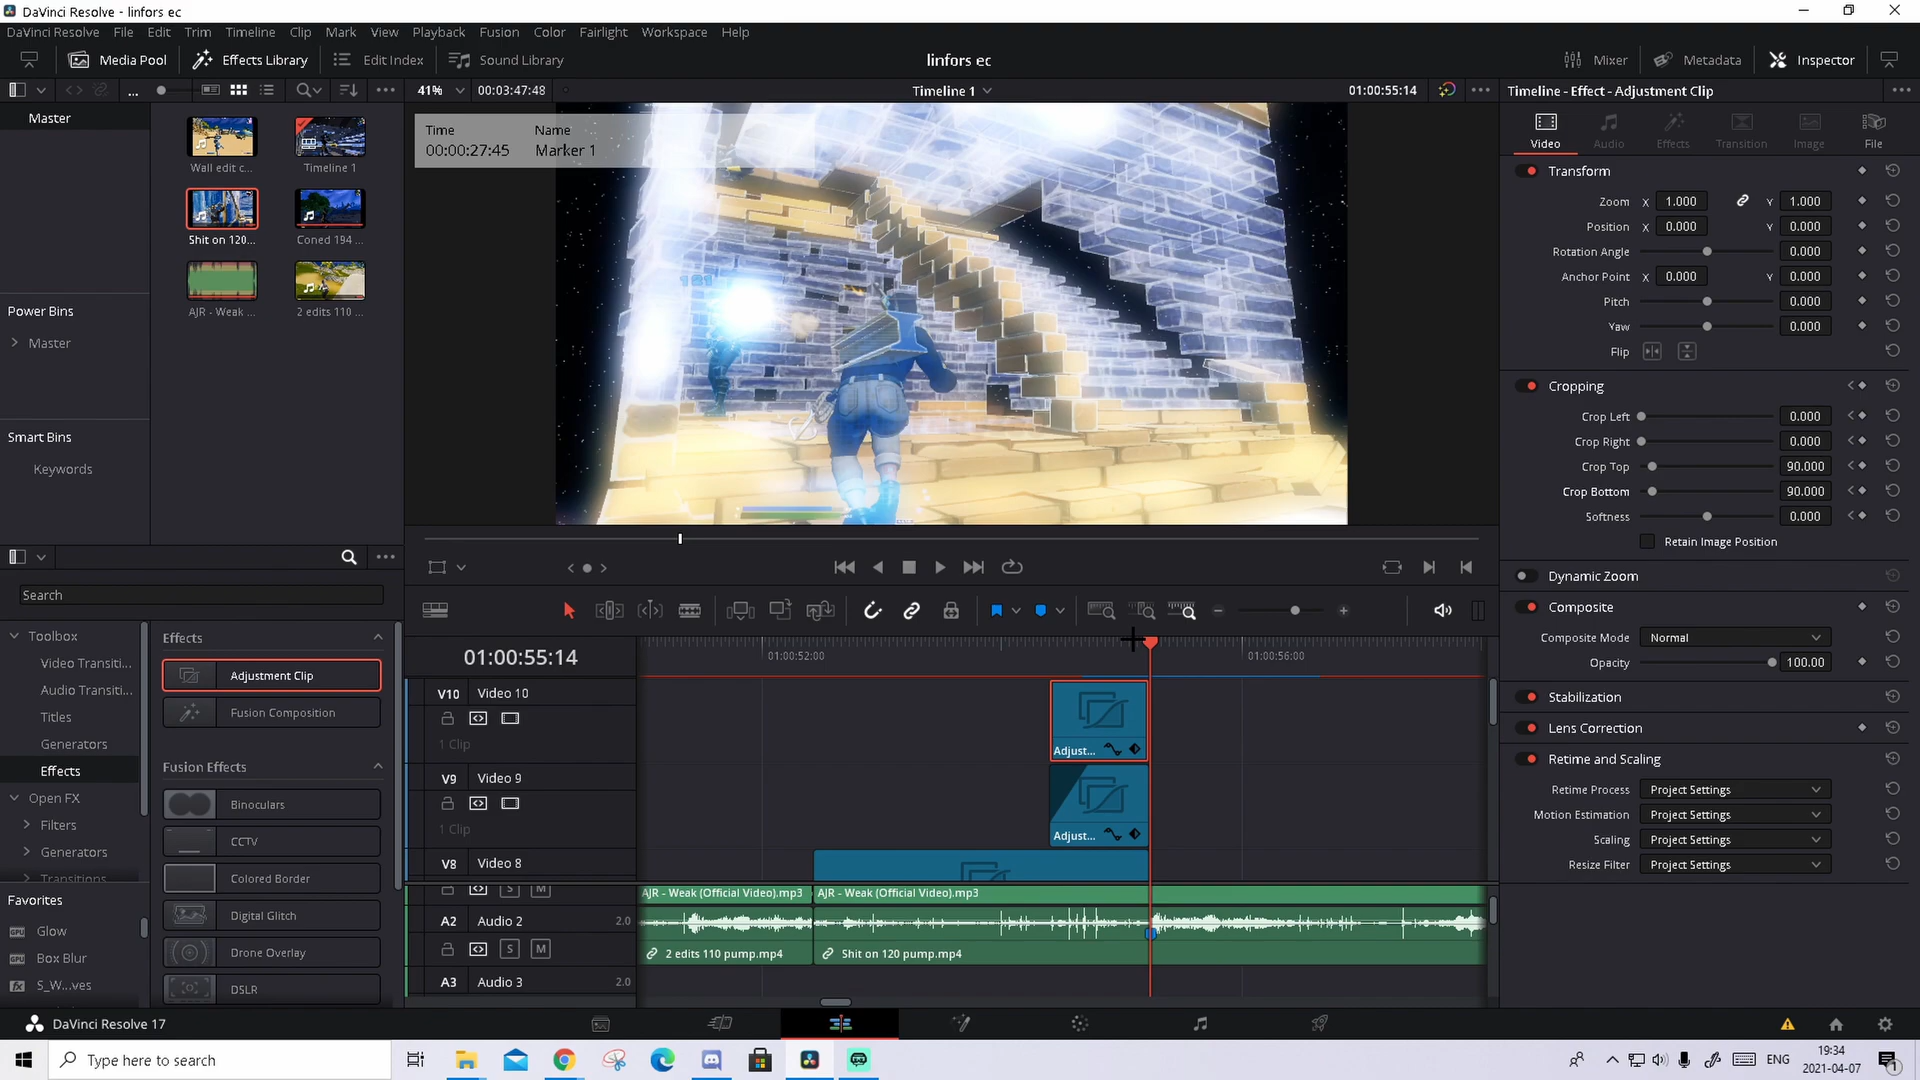 DaVinci Resolve - linfors ec
DaVinci Resolve File Edit Trim Timeline Clip Mark View Playback Fusion Color Fairlight Workspace Help
Media Pool Effects Library Edit Index Sound Library linfors ec Mixer Metadata Inspector
41% 00:03:47:48 Timeline 1 01:00:55:14 Timeline - Effect - Adjustment Clip
Master
Wall edit c... Timeline 1
Shit on 120... Coned 194 ...
AJR - Weak ... 2 edits 110 ...
Power Bins
Master
Smart Bins
Keywords
Time Name
00:00:27:45 Marker 1
Video Audio Effects Transition Image File
Transform
Zoom X 1.000 Y 1.000
Position X 0.000 Y 0.000
Rotation Angle 0.000
Anchor Point X 0.000 Y 0.000
Pitch 0.000
Yaw 0.000
Flip
Cropping
Crop Left 0.000
Crop Right 0.000
Crop Top 90.000
Crop Bottom 90.000
Softness 0.000
Retain Image Position
Dynamic Zoom
Composite
Composite Mode Normal
Opacity 100.00
Stabilization
Lens Correction
Retime and Scaling
Retime Process Project Settings
Motion Estimation Project Settings
Scaling Project Settings
Resize Filter Project Settings
Search
Toolbox
Video Transiti...
Audio Transiti...
Titles
Generators
Effects
Open FX
Filters
Generators
Transitions
Favorites
Glow
Box Blur
S_W...ves
Effects
Adjustment Clip
Fusion Composition
Fusion Effects
Binoculars
CCTV
Colored Border
Digital Glitch
Drone Overlay
DSLR
01:00:55:14 01:00:52:00 01:00:56:00
V10 Video 10
1 Clip
Adjust...
V9 Video 9
1 Clip
Adjust...
V8 Video 8
S M AJR - Weak (Official Video).mp3 AJR - Weak (Official Video).mp3
A2 Audio 2 2.0
S M 2 edits 110 pump.mp4 Shit on 120 pump.mp4
A3 Audio 3 2.0
DaVinci Resolve 17
Type here to search
ENG 19:34
2021-04-07
1